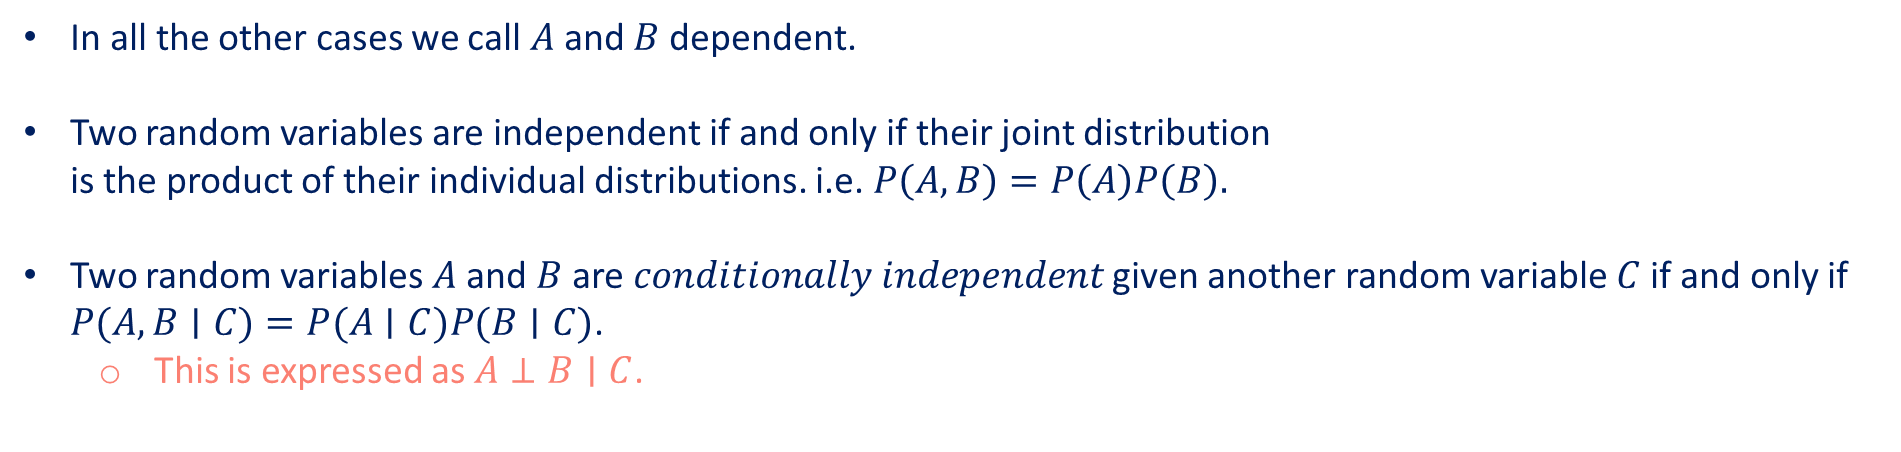 • In all the other cases we call A and B dependent.
• Two random variables are independent if and only if their joint distribution
is the product of their individual distributions. i.e. P(A, B) = P(A)P(B).
• Two random variables A and B are conditionally independent given another random variable C if and only if
P(A, B | C) = P(A | C)P(B | C).
○ This is expressed as A ⊥ B | C.